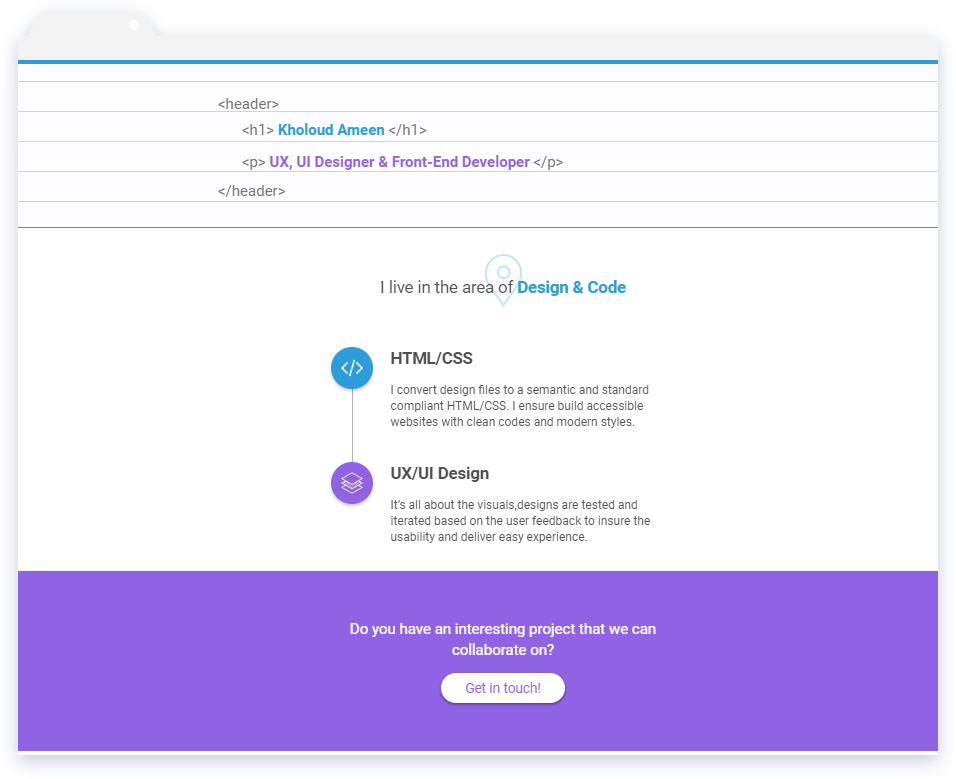 <header>
<h1> Kholoud Ameen </h1>
<p> UX, UI Designer & Front-End Developer </p>
</header>
I live in the area of Design & Code
</>
HTML/CSS
I convert design files to a semantic and standard
compliant HTML/CSS. I ensure build accessible
websites with clean codes and modern styles.
UX/UI Design
It's all about the visuals,designs are tested and
iterated based on the user feedback to insure the
usability and deliver easy experience.
Do you have an interesting project that we can
collaborate on?
Get in touch!